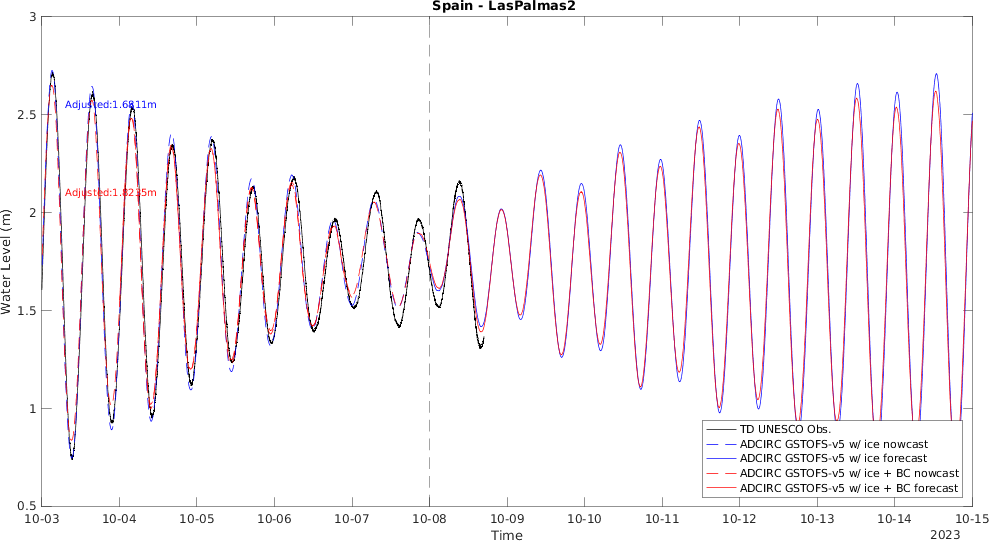 Spain - LasPalmas2
3
2.5
2
1.5
1
0.5
Water Level (m)
Adjusted:1.6811m
Adjusted:1.8235m
TD UNESCO Obs.
ADCIRC GSTOFS-v5 w/ ice nowcast
ADCIRC GSTOFS-v5 w/ ice forecast
ADCIRC GSTOFS-v5 w/ ice + BC nowcast
ADCIRC GSTOFS-v5 w/ ice + BC forecast
10-03 10-04 10-05 10-06 10-07 10-08 10-09 10-10 10-11 10-12 10-13 10-14 10-15
Time
2023